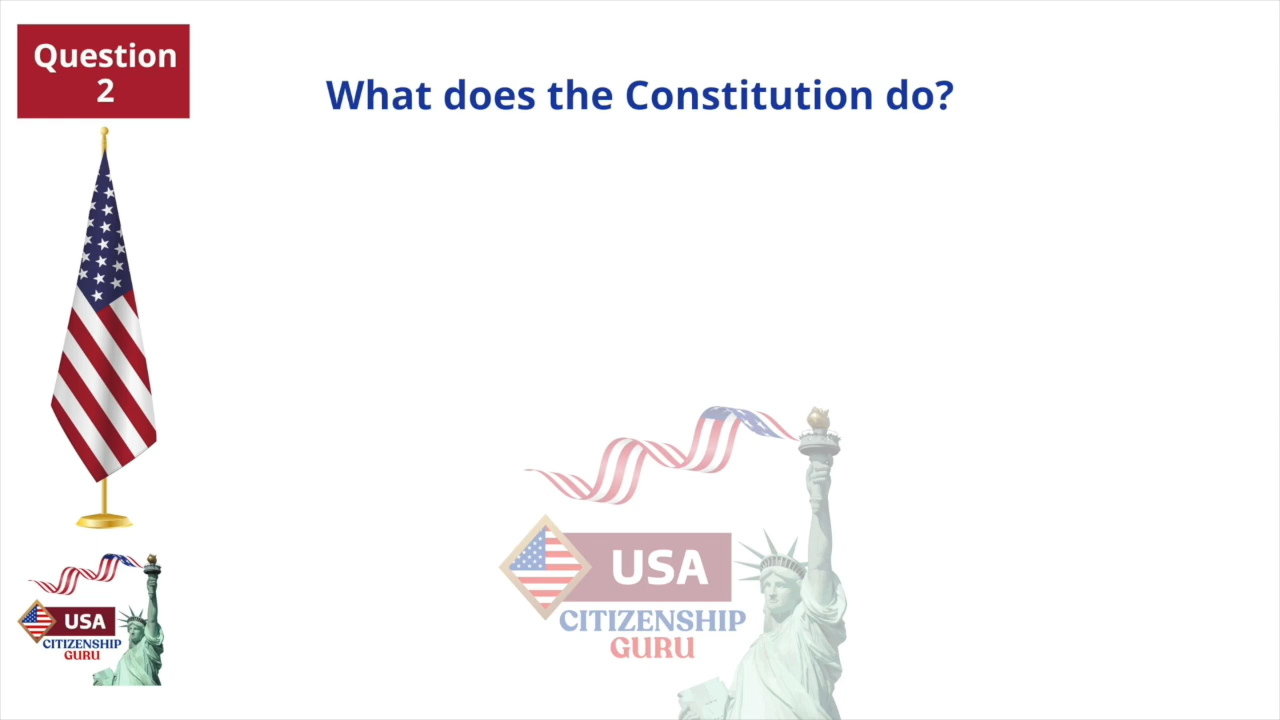 Question
2
What does the Constitution do?
USA
CITIZENSHIP
GURU
USA
CITIZENSHIP
GURU